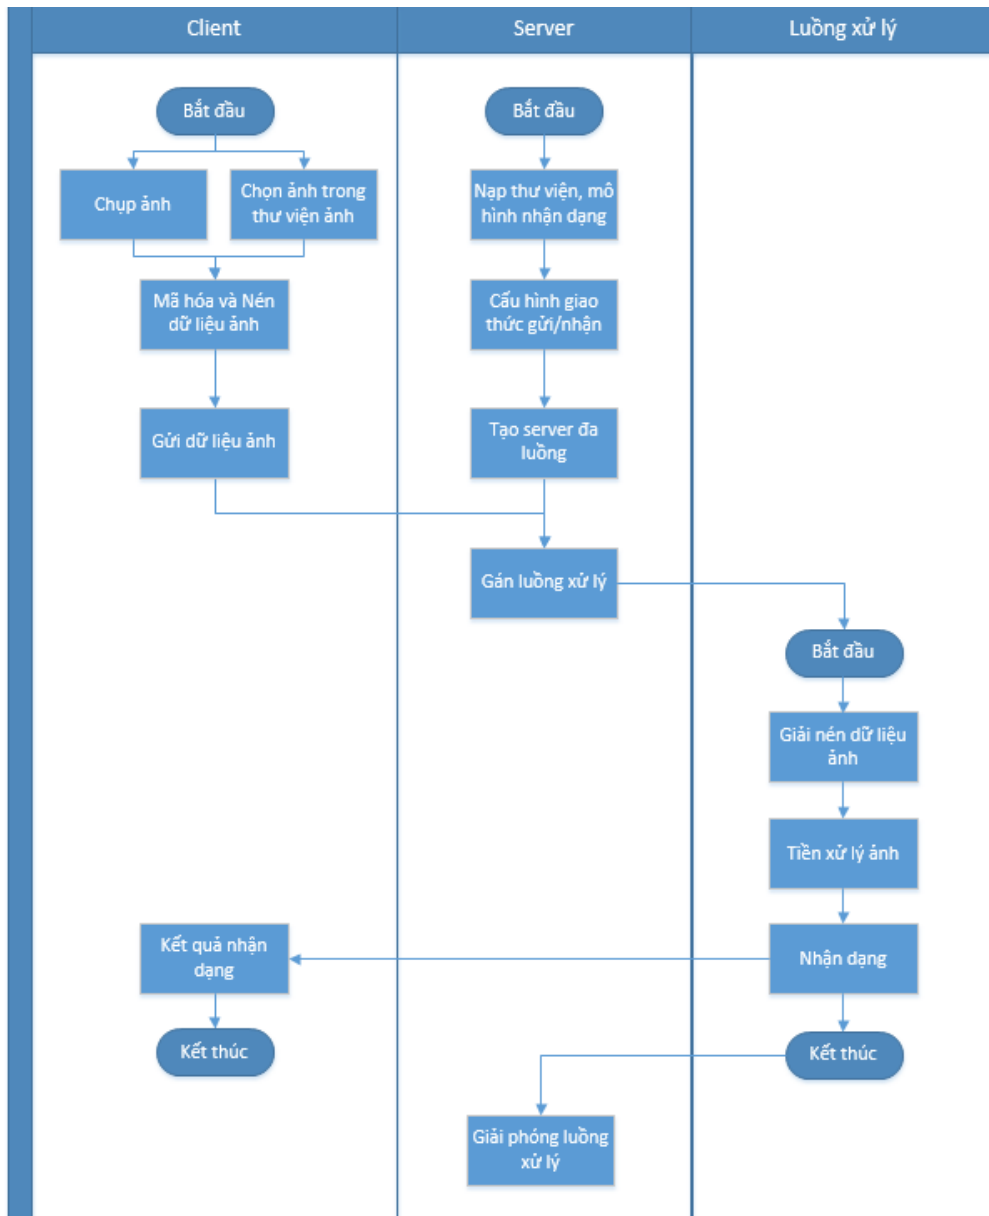 Client
Server
Luồng xử lý
Bắt đầu
Bắt đầu
Chụp ảnh
Chọn ảnh trong
thư viện ảnh
Nạp thư viện, mô
hình nhận dạng
Mã hóa và Nén
dữ liệu ảnh
Cấu hình giao
thức gửi/nhận
Gửi dữ liệu ảnh
Tạo server đa
luồng
Gán luồng xử lý
Bắt đầu
Giải nén dữ liệu
ảnh
Tiền xử lý ảnh
Kết quả nhận
dạng
Nhận dạng
Kết thúc
Kết thúc
Giải phóng luồng
xử lý